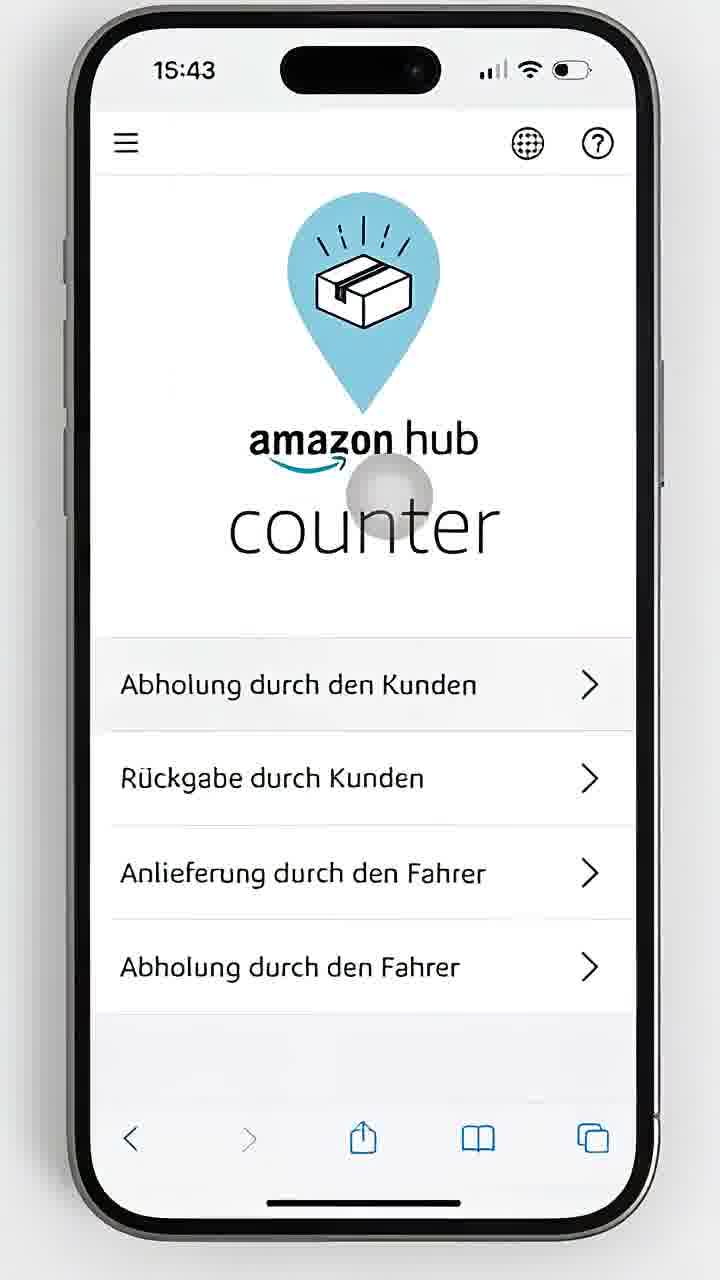 15:43
amazon hub
counter
Abholung durch den Kunden
Rückgabe durch Kunden
Anlieferung durch den Fahrer
Abholung durch den Fahrer